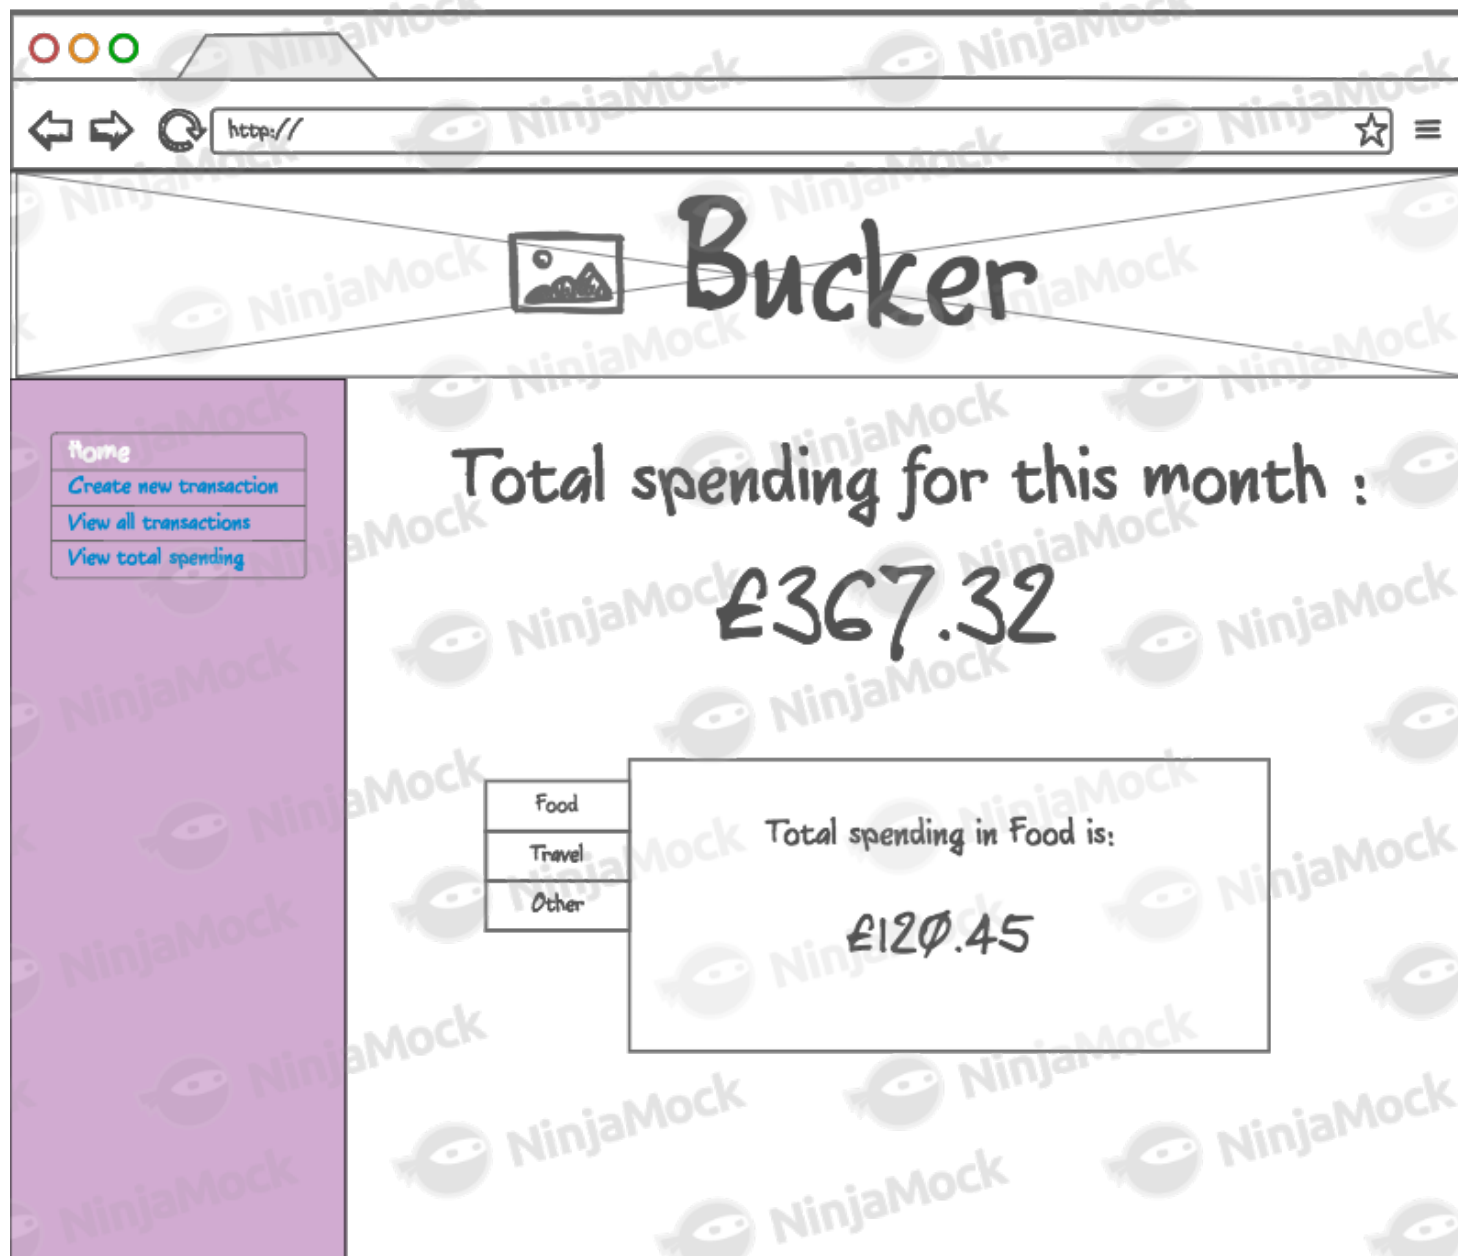 http://
Bucker
Home
Create new transaction
View all transactions
View total spending
Total spending for this month :
£367.32
Food
Travel
Other
Total spending in Food is:
£120.45
NinjaMock